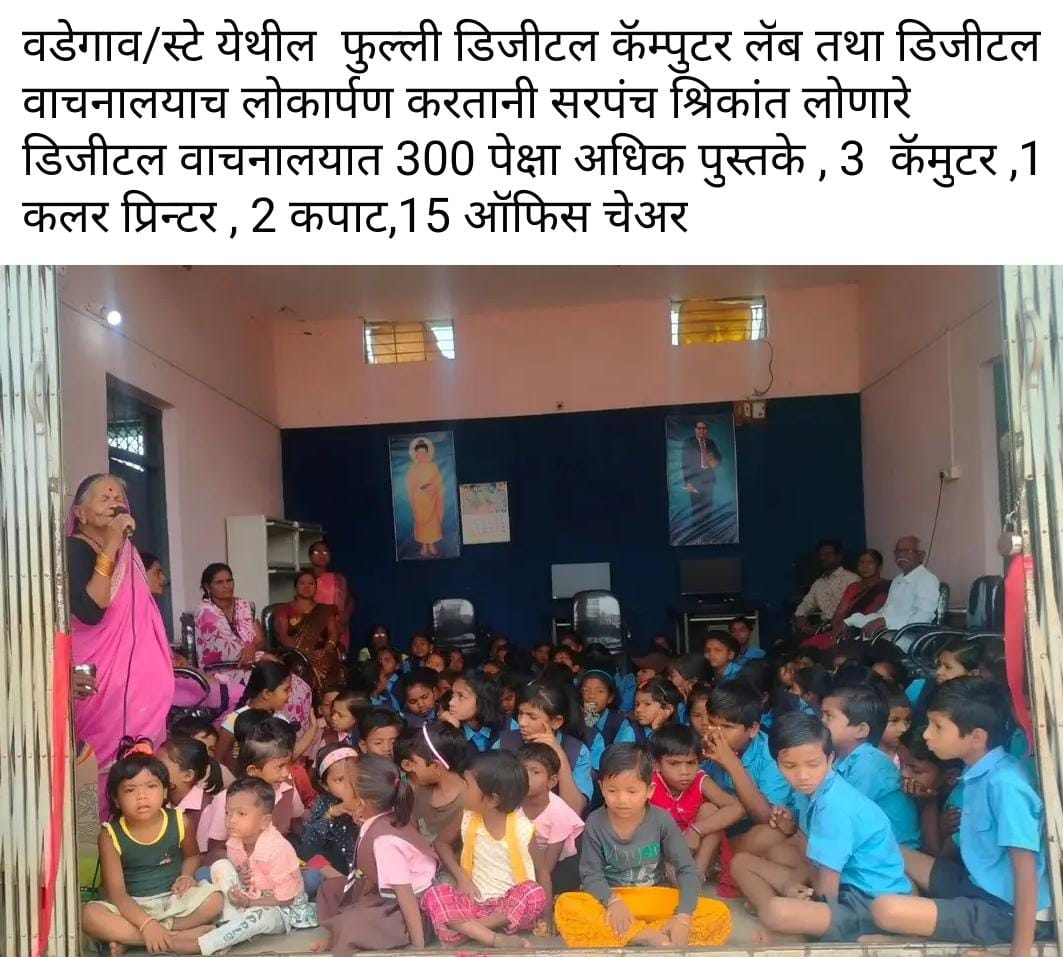 वडेगाव/स्टे येथील फुल्ली डिजीटल कॅम्पुटर लॅब तथा डिजीटल
वाचनालयाच लोकार्पण करतानी सरपंच श्रिकांत लोणारे
डिजीटल वाचनालयात 300 पेक्षा अधिक पुस्तके , 3 कॅमुटर ,1
कलर प्रिन्टर , 2 कपाट,15 ऑफिस चेअर